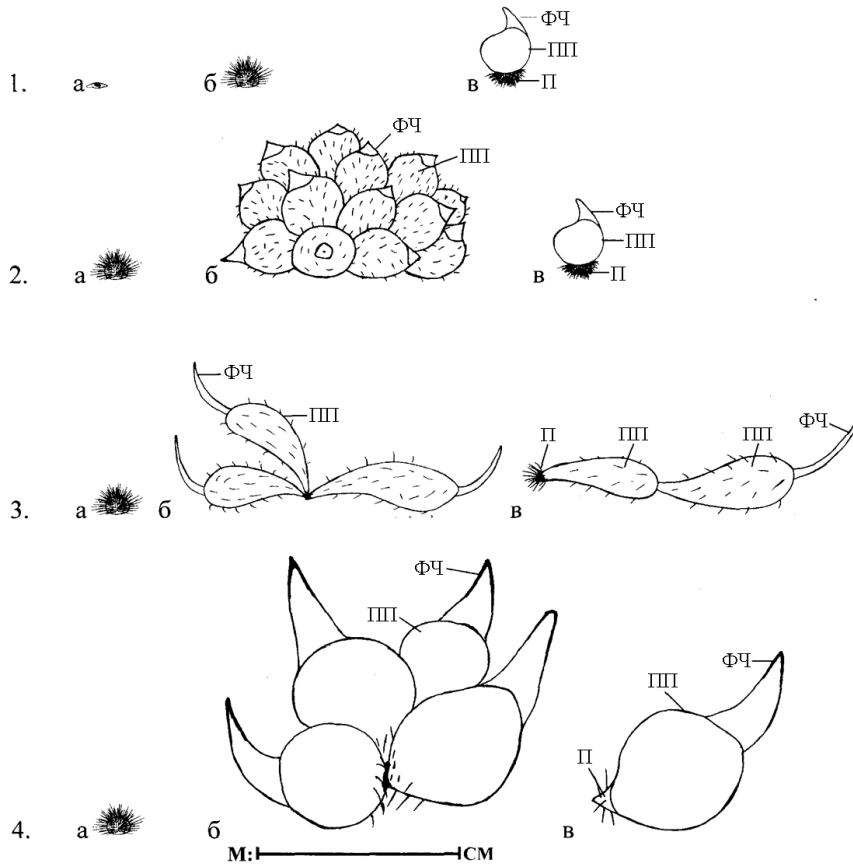 ФЧ
ПП
1. а б в П
ФЧ
ПП
ФЧ
ПП
2. а б в П
ФЧ
ПП
П ПП ПП ФЧ
3. а б в
ФЧ
ПП
ПП ФЧ
П
4. а б в
М: СМ